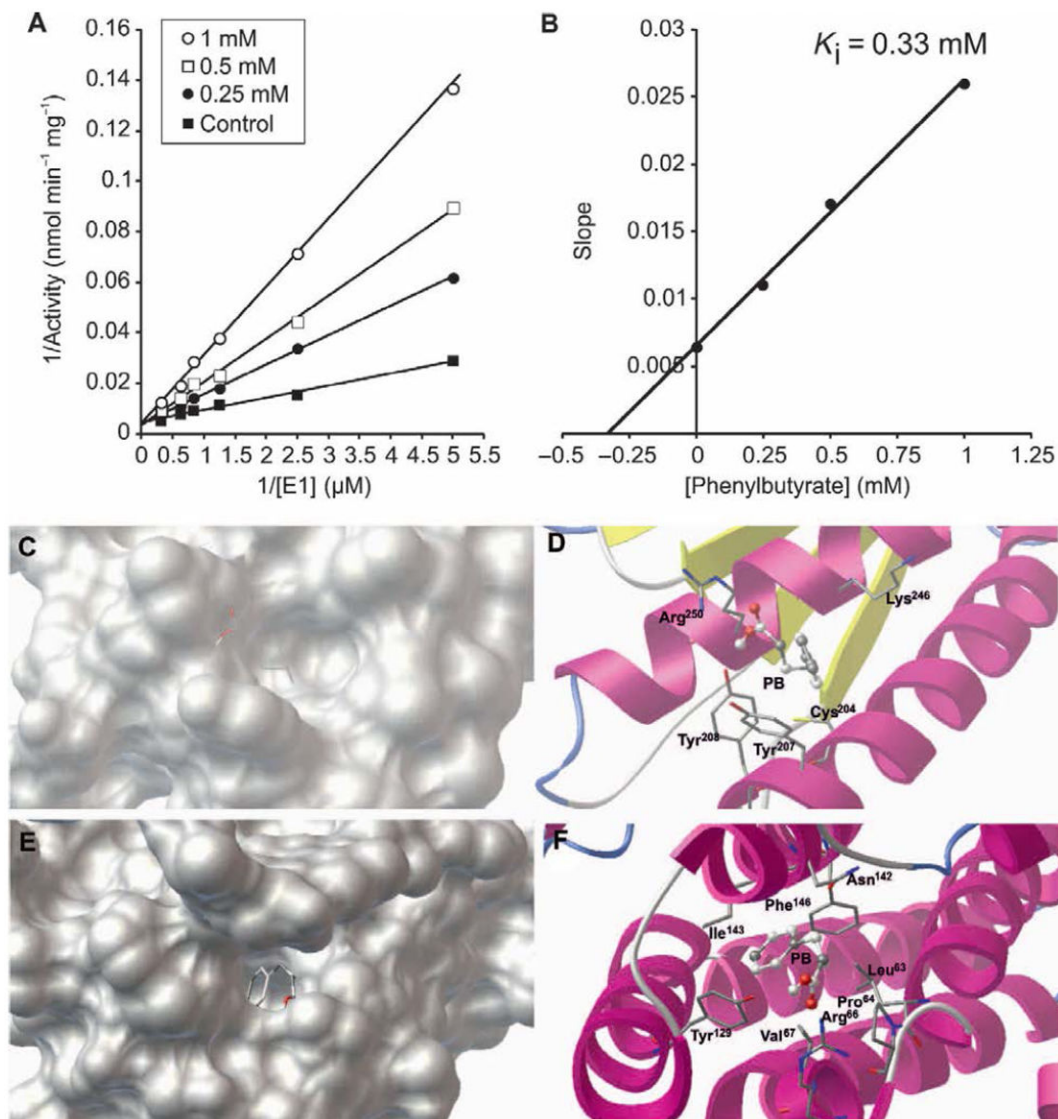 A
1 mM
0.5 mM
0.25 mM
Control
1/Activity (nmol min⁻¹ mg⁻¹)
0.16
0.14
0.12
0.10
0.08
0.06
0.04
0.02
0
0 0.5 1 1.5 2 2.5 3 3.5 4 4.5 5 5.5
1/[E1] (µM)
B
Kᵢ = 0.33 mM
Slope
0.03
0.025
0.02
0.015
0.01
0.005
–0.5 –0.25 0 0.25 0.5 0.75 1 1.25
[Phenylbutyrate] (mM)
C
D
Lys²⁴⁶
Arg²⁵⁰
PB
Cys²⁰⁴
Tyr²⁰⁸
Tyr²⁰⁷
E
F
Asn¹⁴²
Phe¹⁴⁶
Ile¹⁴³
PB
Leu⁶³
Pro⁶⁴
Arg⁶⁶
Tyr¹²⁹
Val⁶⁷